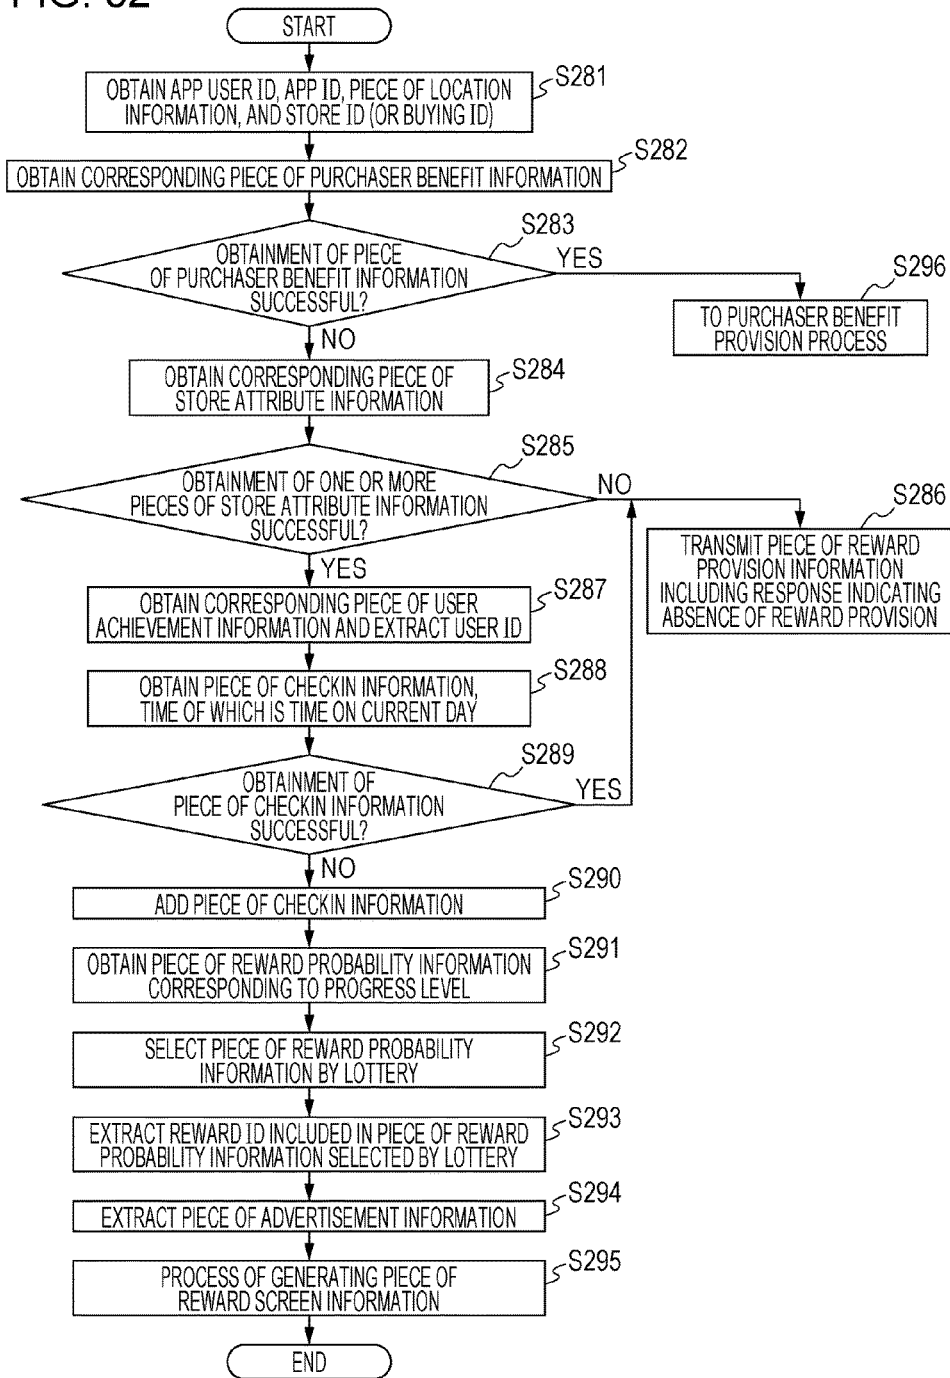 FIG. 62
START
S281
OBTAIN APP USER ID, APP ID, PIECE OF LOCATION
INFORMATION, AND STORE ID (OR BUYING ID)
S282
OBTAIN CORRESPONDING PIECE OF PURCHASER BENEFIT INFORMATION
S283
OBTAINMENT OF PIECE
OF PURCHASER BENEFIT INFORMATION
SUCCESSFUL?
YES
S296
TO PURCHASER BENEFIT
PROVISION PROCESS
NO
S284
OBTAIN CORRESPONDING PIECE OF
STORE ATTRIBUTE INFORMATION
S285
OBTAINMENT OF ONE OR MORE
PIECES OF STORE ATTRIBUTE INFORMATION
SUCCESSFUL?
NO
S286
TRANSMIT PIECE OF REWARD
PROVISION INFORMATION
INCLUDING RESPONSE INDICATING
ABSENCE OF REWARD PROVISION
YES
S287
OBTAIN CORRESPONDING PIECE OF USER
ACHIEVEMENT INFORMATION AND EXTRACT USER ID
S288
OBTAIN PIECE OF CHECKIN INFORMATION,
TIME OF WHICH IS TIME ON CURRENT DAY
S289
OBTAINMENT OF
PIECE OF CHECKIN INFORMATION
SUCCESSFUL?
YES
NO
S290
ADD PIECE OF CHECKIN INFORMATION
S291
OBTAIN PIECE OF REWARD PROBABILITY INFORMATION
CORRESPONDING TO PROGRESS LEVEL
S292
SELECT PIECE OF REWARD PROBABILITY
INFORMATION BY LOTTERY
S293
EXTRACT REWARD ID INCLUDED IN PIECE OF REWARD
PROBABILITY INFORMATION SELECTED BY LOTTERY
S294
EXTRACT PIECE OF ADVERTISEMENT INFORMATION
S295
PROCESS OF GENERATING PIECE OF
REWARD SCREEN INFORMATION
END